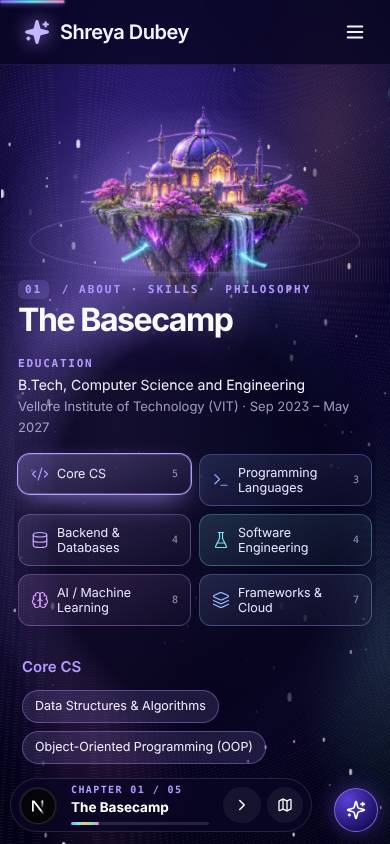 Shreya Dubey
01 / ABOUT · SKILLS · PHILOSOPHY
The Basecamp
EDUCATION
B.Tech, Computer Science and Engineering
Vellore Institute of Technology (VIT) · Sep 2023 – May
2027
Core CS 5
Programming
Languages 3
Backend &
Databases 4
Software
Engineering 4
AI / Machine
Learning 8
Frameworks &
Cloud 7
Core CS
Data Structures & Algorithms
Object-Oriented Programming (OOP)
N
CHAPTER 01 / 05
The Basecamp